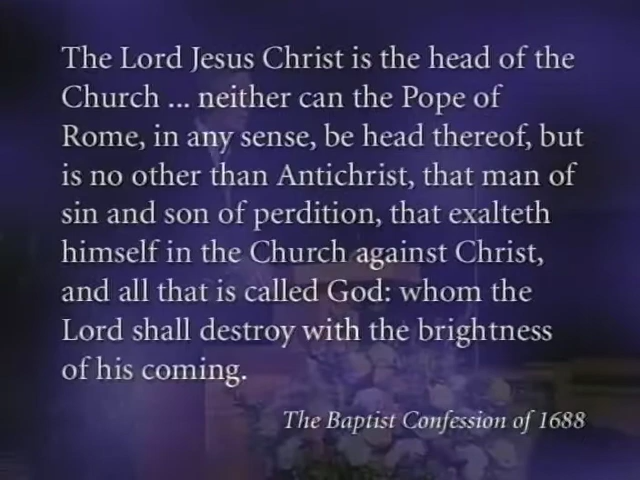 The Lord Jesus Christ is the head of the
Church ... neither can the Pope of
Rome, in any sense, be head thereof, but
is no other than Antichrist, that man of
sin and son of perdition, that exalteth
himself in the Church against Christ,
and all that is called God: whom the
Lord shall destroy with the brightness
of his coming.
The Baptist Confession of 1688